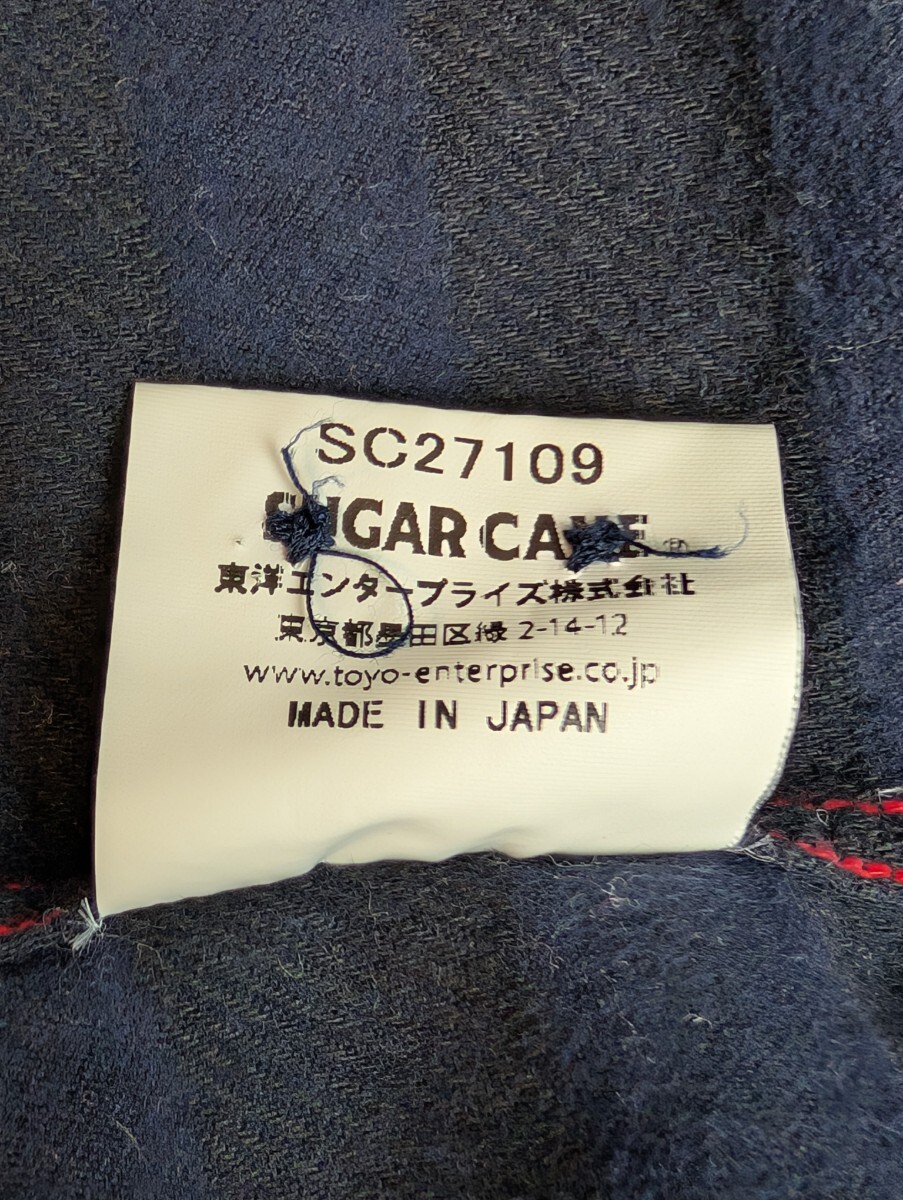 SC27109
SUGAR CANE
東洋エンタープライズ株式会社
東京都墨田区緑 2-14-12
www.toyo-enterprise.co.jp
MADE IN JAPAN